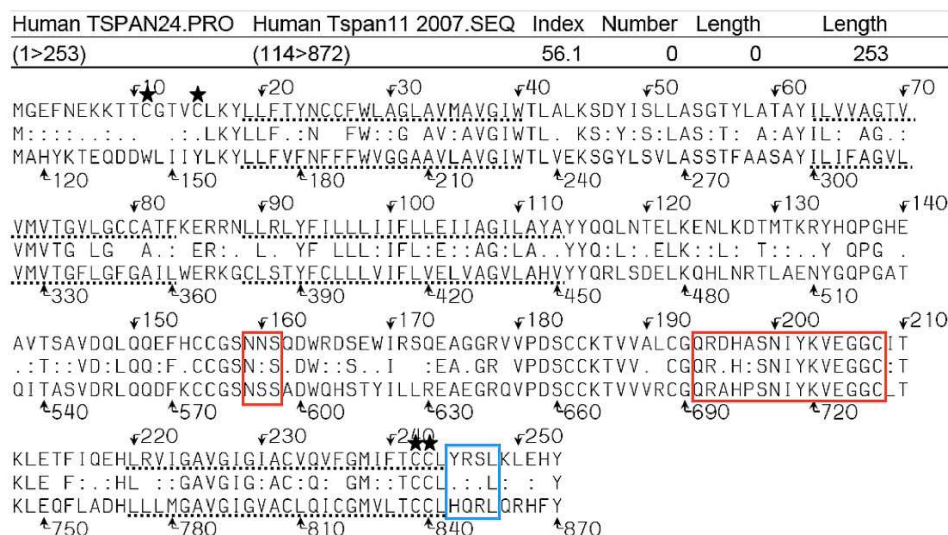 Human TSPAN24.PRO Human Tspan11 2007.SEQ Index Number Length Length
(1>253) (114>872) 56.1 0 0 253
10 20 30 40 50 60 70
MGEFNEKKTTCGTVCLKYLLFTYNCCFWLAGLAVMAVGIWTLALKSDYISLLASGTYLATAYILVVAGTV
M: : : : . . : . . : : LKYLLF. :N FW: :G AV:AVGIWTL. KS:Y:S:LAS:T: A:AYIL: AG. :
MAHYKTEQDDWLIIYLKYLLFVFNFFFWVGGAAVLAVGIWTLVEKSGYLSVLASSTFAASAYILIFAGVL
120 150 180 210 240 270 300
80 90 100 110 120 130 140
VMVTGVLGCCATFKERRNLLRLYFILLLIIFLLEIIAGILAYAYYQQLNTELKENLKDTMTKRYHQPGHE
VMVTG LG A.: ER: L. YF LLL:IFL:E::AG:LA: YYQ:L:ELK::L: T::.Y QPG .
VMVTGFLGFGAILWERKGCLSTYFCLLLVIFLVELVAGVLAHVYYQRLSDELKQHLNRTLAENYGQPGAT
330 360 390 420 450 480 510
150 160 170 180 190 200 210
AVTSAVDQLQQEFHCCGSNNSQDWRDSEWIRSQEAGGRVVPDSCCKTVVALCGQRDHASNIYKVEGGCIT
.:T::VD:LQQ:F.CCGSN:S.DW::S..I :EA.GR VPDSCCKTVV. CGQR.H:SNIYKVEGGC:T
QITASVDRLQQDFKCCGSNSSADWQHSTYILLREAEGRQVPDSCCKTVVVRCGQRAHPSNIYKVEGGCLT
540 570 600 630 660 690 720
220 230 240 250
KLETFIQEHLRVIGAVGIGIACVQVFGMIFTCCLYRSLKLEHY
KLE F.:HL ::GAVGIG:AC:Q: GM::TCCL.:.L: : Y
KLEQFLADHLLLMGAVGIGVACLQICGMVLTCCLHQRLQRHFY
750 780 810 840 870